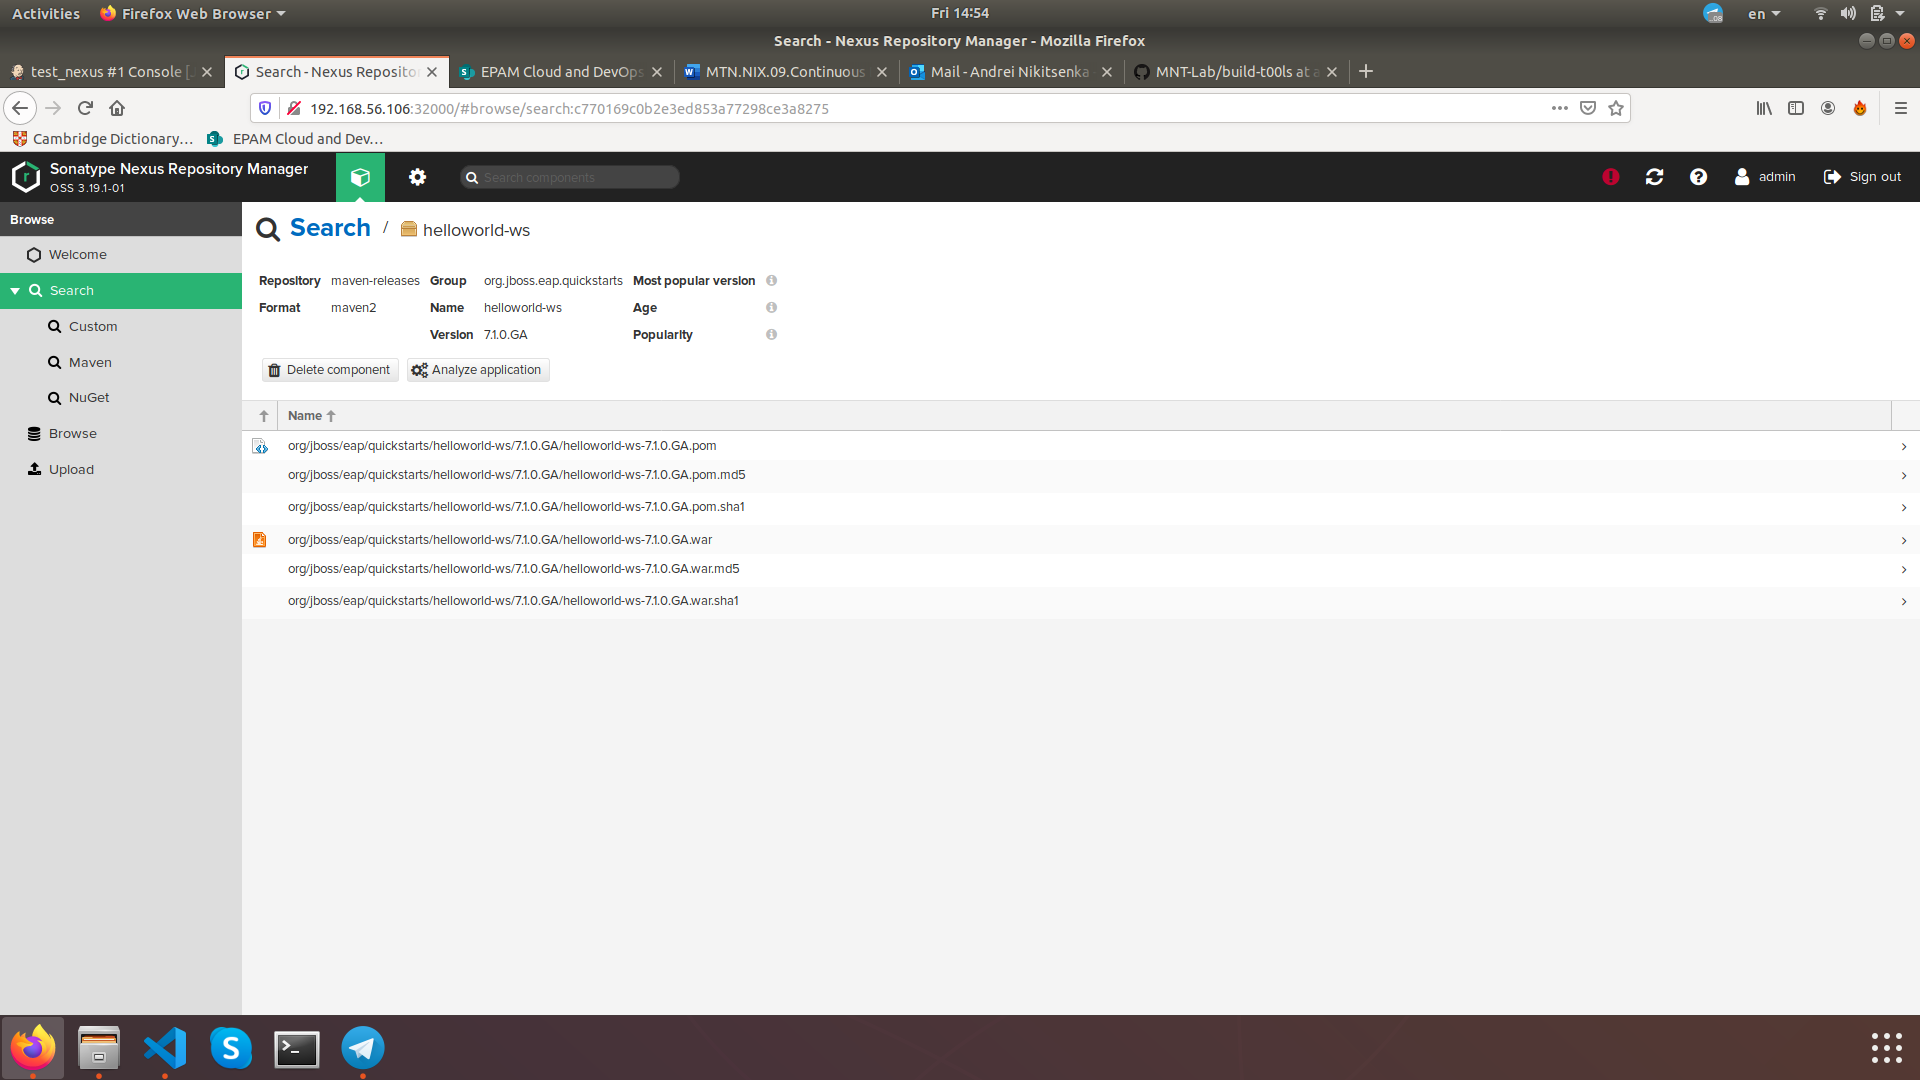 Activities Firefox Web Browser Fri 14:54 en
Search - Nexus Repository Manager - Mozilla Firefox
test_nexus #1 Console [ Search - Nexus Reposito EPAM Cloud and DevOps MTN.NIX.09.Continuous Mail - Andrei Nikitsenka MNT-Lab/build-t00ls at a
192.168.56.106:32000/#browse/search:c770169c0b2e3ed853a77298ce3a8275
Cambridge Dictionary... EPAM Cloud and Dev...
Sonatype Nexus Repository Manager
OSS 3.19.1-01
Search components
admin Sign out
Browse
Welcome
Search
Custom
Maven
NuGet
Browse
Upload
Search / helloworld-ws
Repository maven-releases Group org.jboss.eap.quickstarts Most popular version
Format maven2 Name helloworld-ws Age
Version 7.1.0.GA Popularity
Delete component Analyze application
Name
org/jboss/eap/quickstarts/helloworld-ws/7.1.0.GA/helloworld-ws-7.1.0.GA.pom
org/jboss/eap/quickstarts/helloworld-ws/7.1.0.GA/helloworld-ws-7.1.0.GA.pom.md5
org/jboss/eap/quickstarts/helloworld-ws/7.1.0.GA/helloworld-ws-7.1.0.GA.pom.sha1
org/jboss/eap/quickstarts/helloworld-ws/7.1.0.GA/helloworld-ws-7.1.0.GA.war
org/jboss/eap/quickstarts/helloworld-ws/7.1.0.GA/helloworld-ws-7.1.0.GA.war.md5
org/jboss/eap/quickstarts/helloworld-ws/7.1.0.GA/helloworld-ws-7.1.0.GA.war.sha1